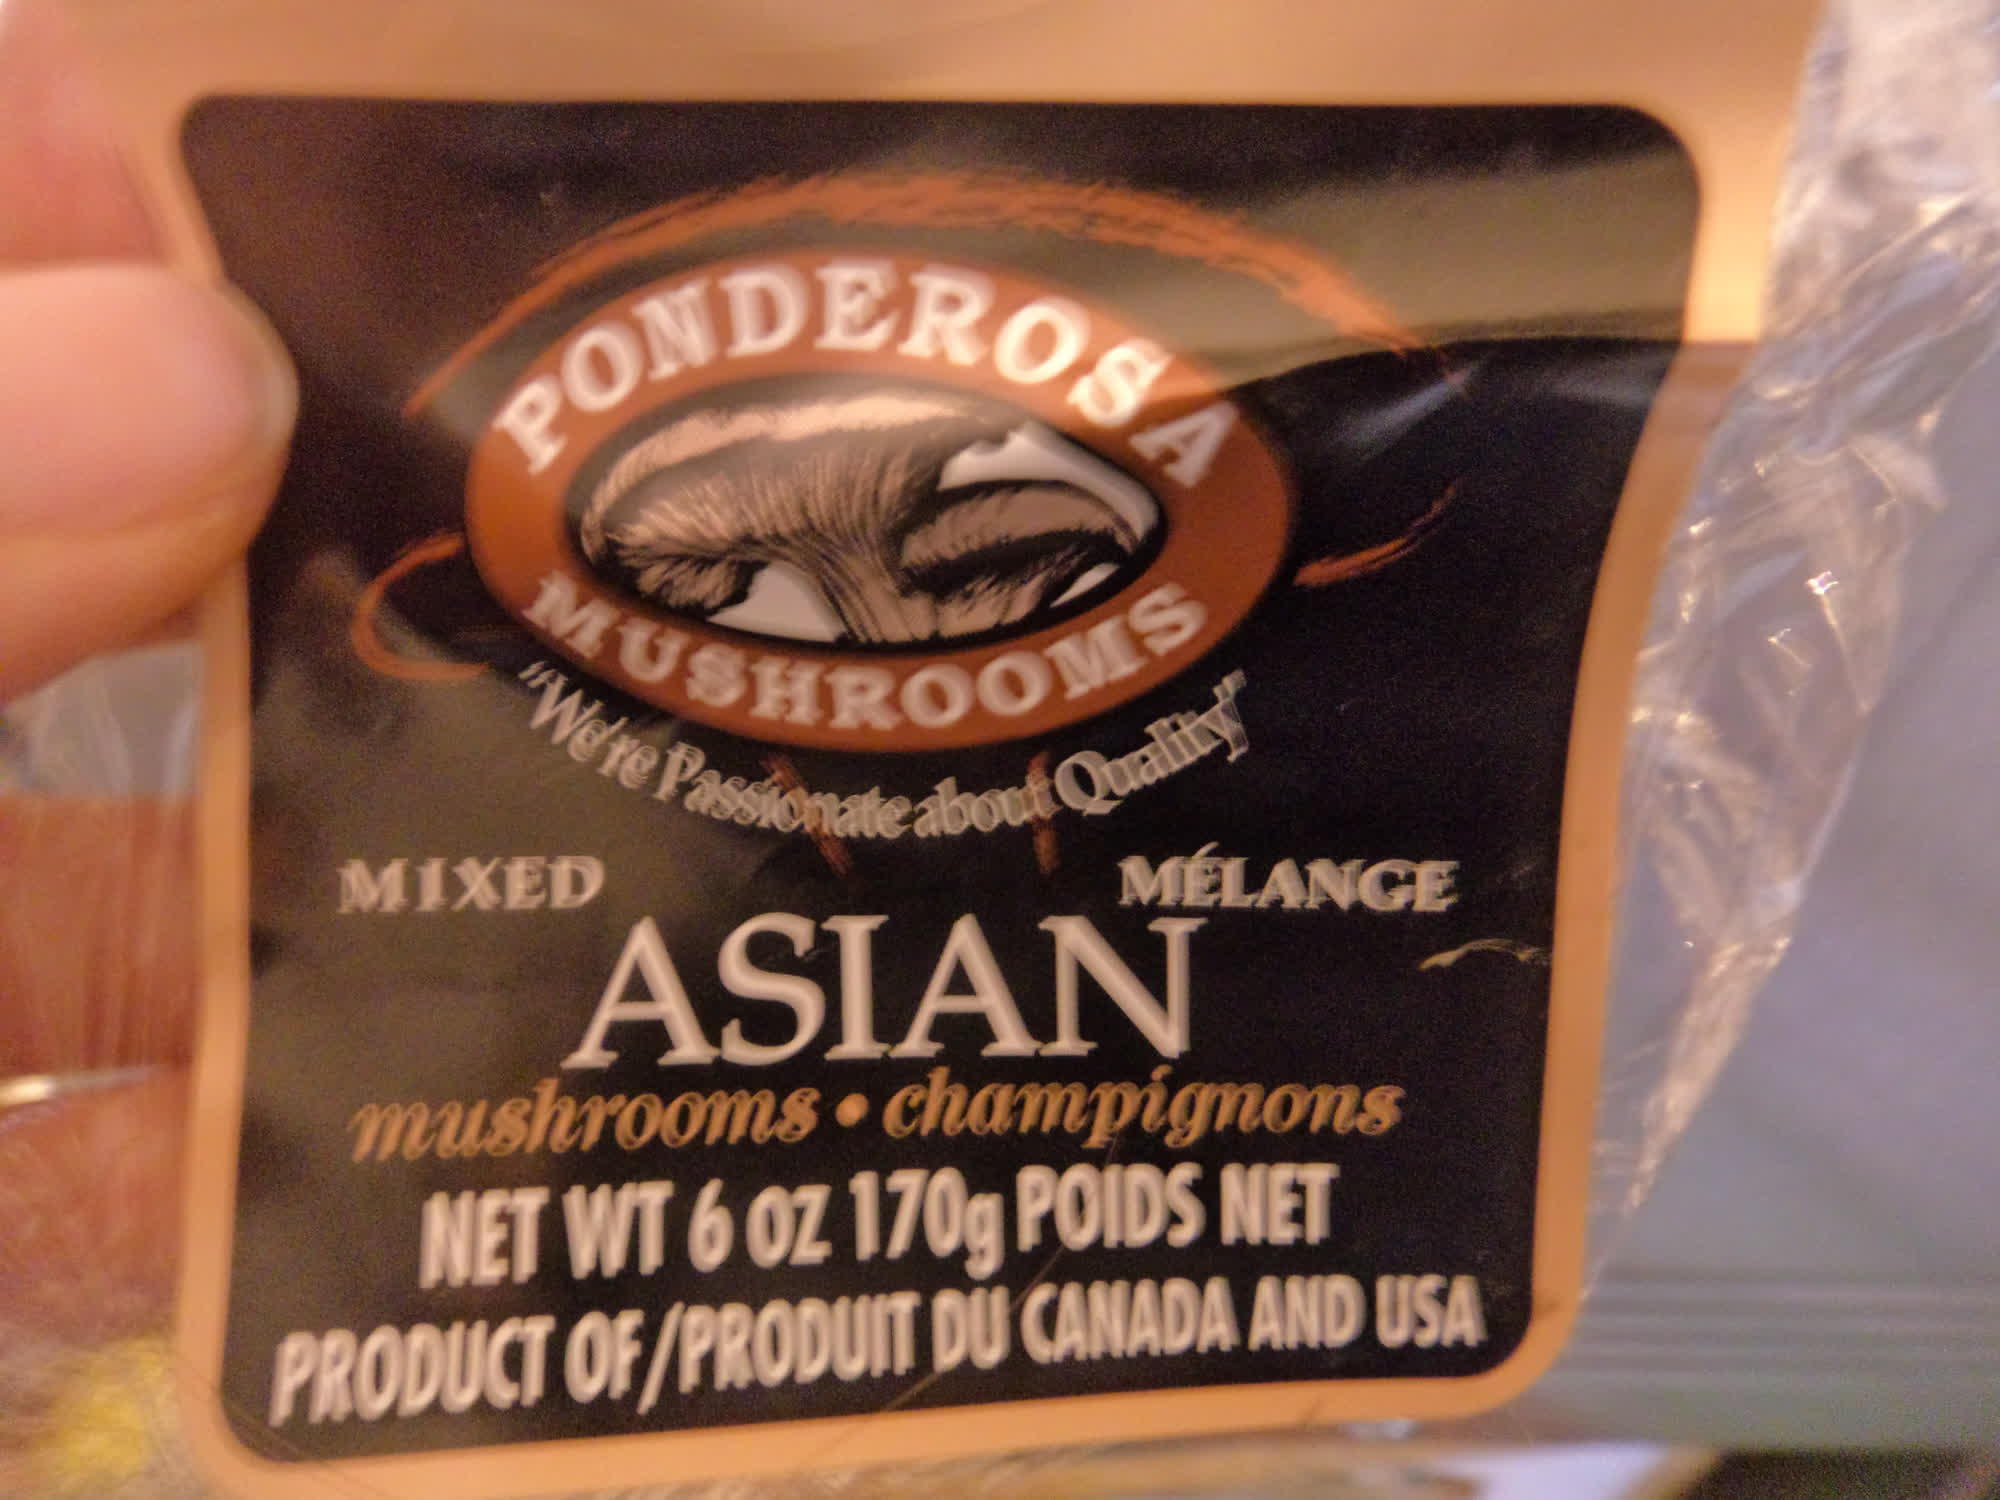 PONDEROSA
MUSHROOMS
"We're Passionate about Quality"
MIXED MÉLANGE
ASIAN
mushrooms • champignons
NET WT 6 OZ 170g POIDS NET
PRODUCT OF/PRODUIT DU CANADA AND USA